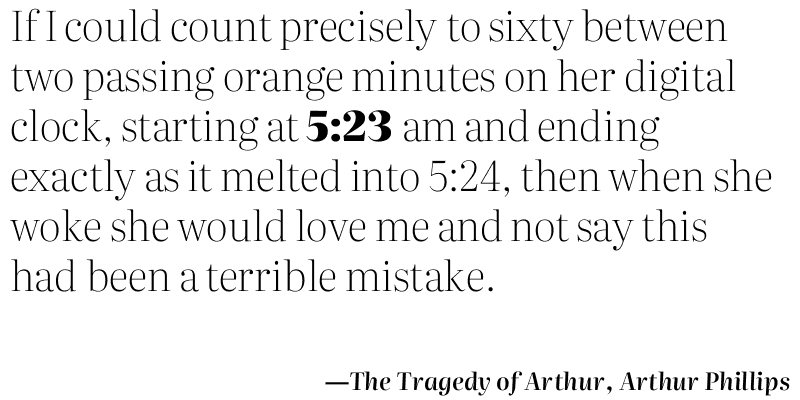 If I could count precisely to sixty between
two passing orange minutes on her digital
clock, starting at 5:23 am and ending
exactly as it melted into 5:24, then when she
woke she would love me and not say this
had been a terrible mistake.
—The Tragedy of Arthur, Arthur Phillips